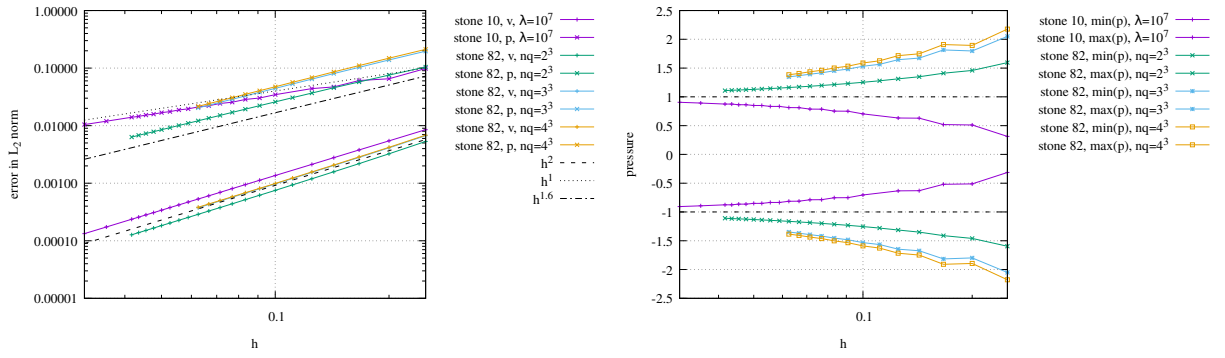 error in L2 norm
1.00000
0.10000
0.01000
0.00100
0.00010
0.00001
0.1
h
stone 10, v, λ=10^7
stone 10, p, λ=10^7
stone 82, v, nq=2^3
stone 82, p, nq=2^3
stone 82, v, nq=3^3
stone 82, p, nq=3^3
stone 82, v, nq=4^3
stone 82, p, nq=4^3
h^2
h^1
h^1.6
pressure
2.5
2
1.5
1
0.5
0
-0.5
-1
-1.5
-2
-2.5
0.1
h
stone 10, min(p), λ=10^7
stone 10, max(p), λ=10^7
stone 82, min(p), nq=2^3
stone 82, max(p), nq=2^3
stone 82, min(p), nq=3^3
stone 82, max(p), nq=3^3
stone 82, min(p), nq=4^3
stone 82, max(p), nq=4^3